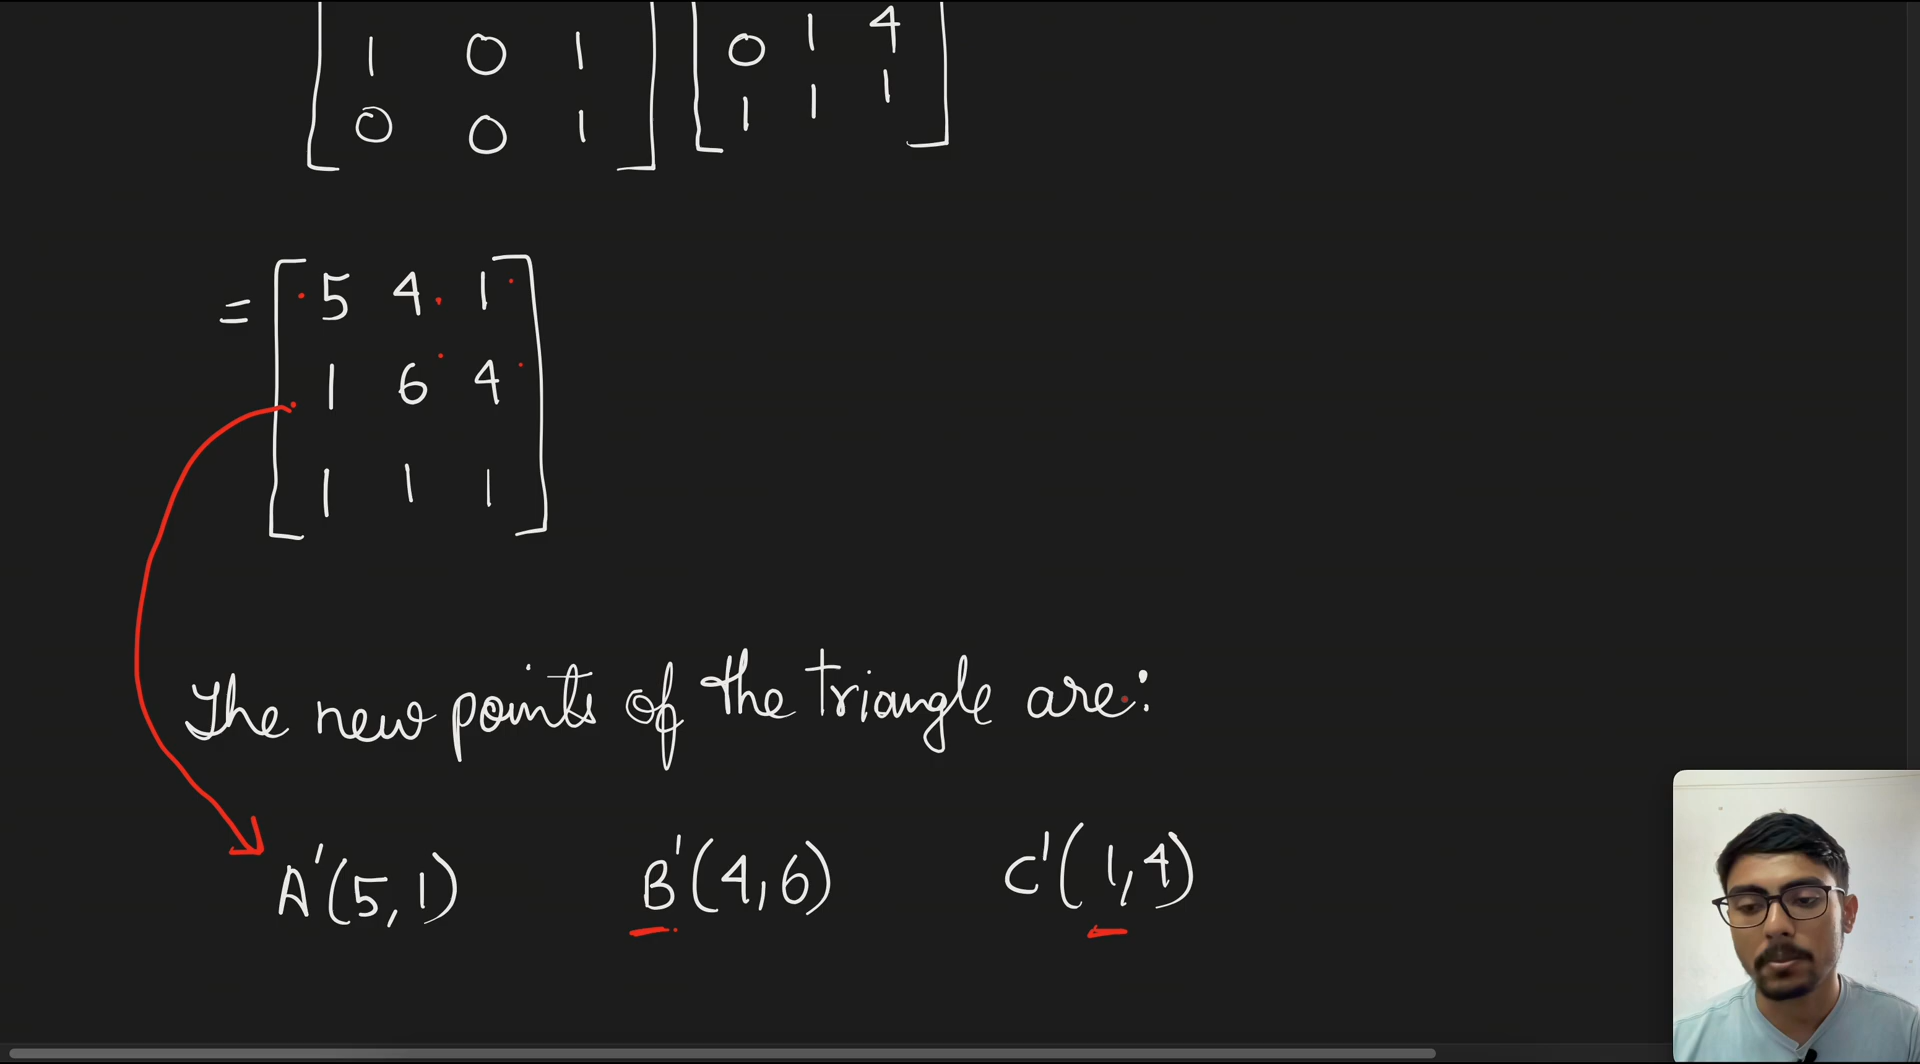 1 0 1 0 1 4
0 0 1 1 1 1
= 5 4 1
1 6 4
1 1 1
The new points of the triangle are:
A'(5,1) B'(4,6) C'(1,4)